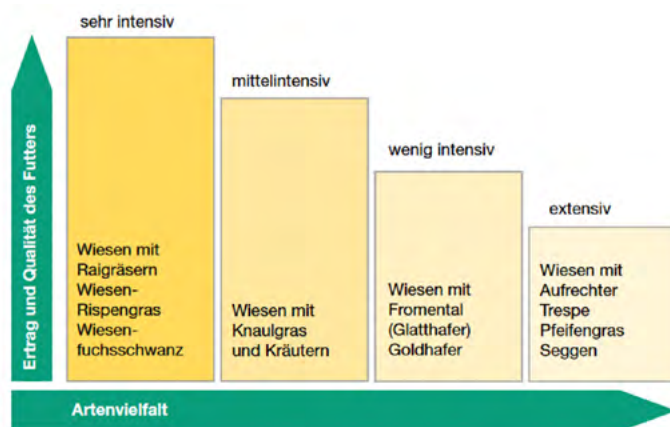 sehr intensiv
mittelintensiv
wenig intensiv
extensiv
Ertrag und Qualität des Futters
Wiesen mit
Raigräsern
Wiesen-
Rispengras
Wiesen-
fuchsschwanz
Wiesen mit
Knaulgras
und Kräutern
Wiesen mit
Fromental
(Glatthafer)
Goldhafer
Wiesen mit
Aufrechter
Trespe
Pfeifengras
Seggen
Artenvielfalt